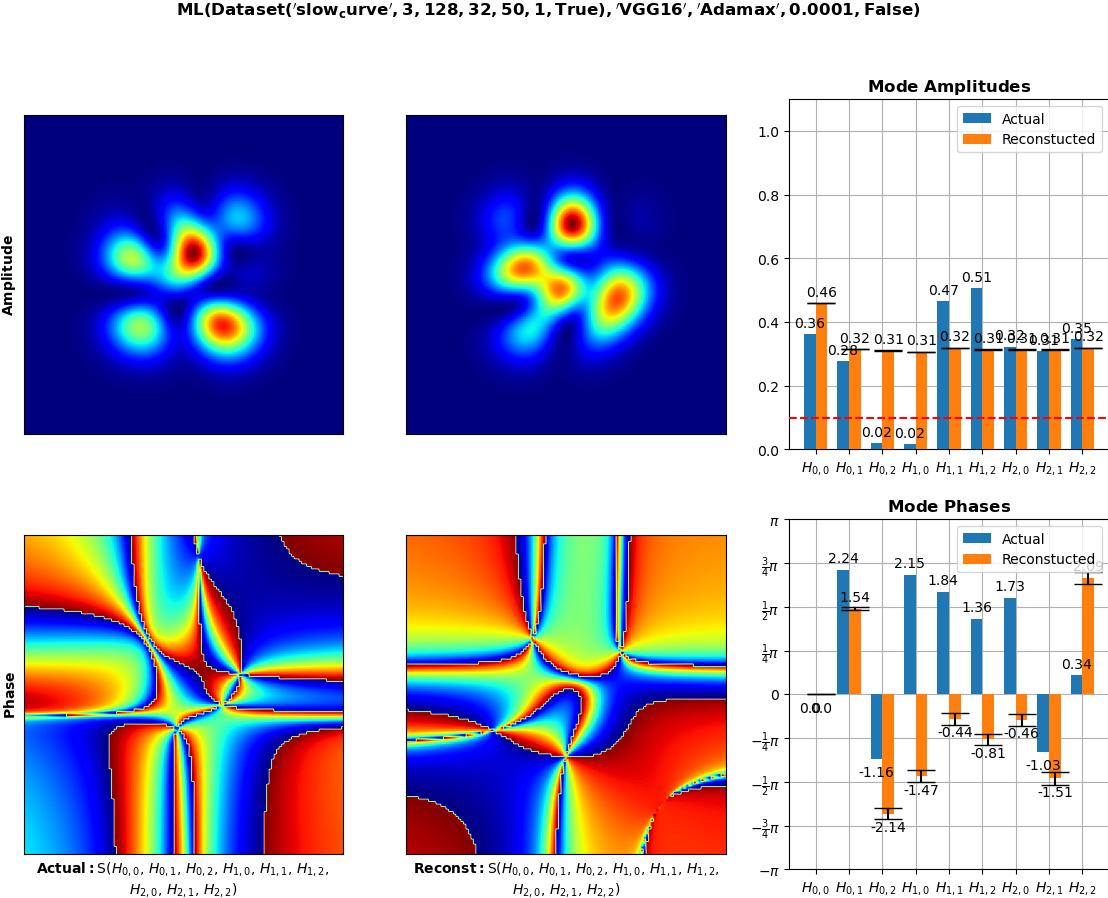 ML(Dataset('slow_curve', 3, 128, 32, 50, 1, True), 'VGG16', 'Adamax', 0.0001, False)
Amplitude
Mode Amplitudes
Actual
Reconstucted
1.0
0.8
0.6
0.4
0.2
0.0
0.36 0.28 0.02 0.02 0.47 0.51 0.32 0.31 0.35
0.46 0.32 0.31 0.31 0.32 0.31 0.31 0.31 0.32
H0,0 H0,1 H0,2 H1,0 H1,1 H1,2 H2,0 H2,1 H2,2
Phase
Actual: S(H0,0, H0,1, H0,2, H1,0, H1,1, H1,2,
H2,0, H2,1, H2,2)
Reconst: S(H0,0, H0,1, H0,2, H1,0, H1,1, H1,2,
H2,0, H2,1, H2,2)
Mode Phases
Actual
Reconstucted
π
3/4π
1/2π
1/4π
0
−1/4π
−1/2π
−3/4π
−π
0.0 2.24 -1.16 2.15 1.84 1.36 1.73 -1.03 0.34
0.0 1.54 -2.14 -1.47 -0.44 -0.81 -0.46 -1.51
H0,0 H0,1 H0,2 H1,0 H1,1 H1,2 H2,0 H2,1 H2,2